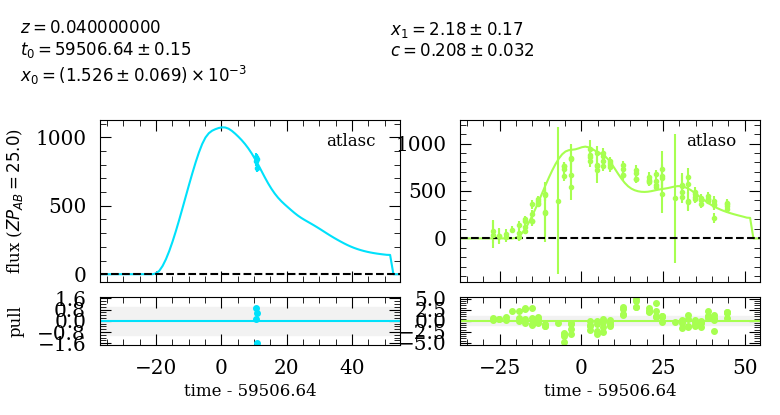 z = 0.040000000
t₀ = 59506.64 ± 0.15
x₀ = (1.526 ± 0.069) × 10⁻³
x₁ = 2.18 ± 0.17
c = 0.208 ± 0.032
flux (ZP_AB = 25.0)
1000
500
0
atlasc
1000
500
0
atlaso
pull
1.6
0.8
0.0
−0.8
−1.6
−20
0
20
40
time - 59506.64
5.0
2.5
0.0
−2.5
−5.0
−25
0
25
50
time - 59506.64